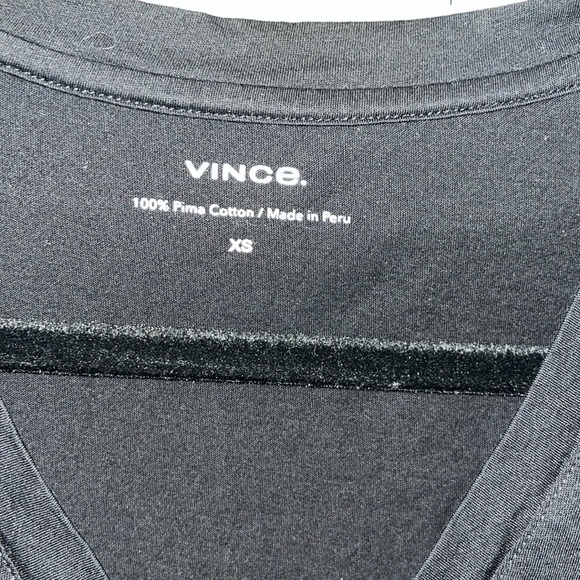 VINCe.
100% Pima Cotton / Made in Peru
XS